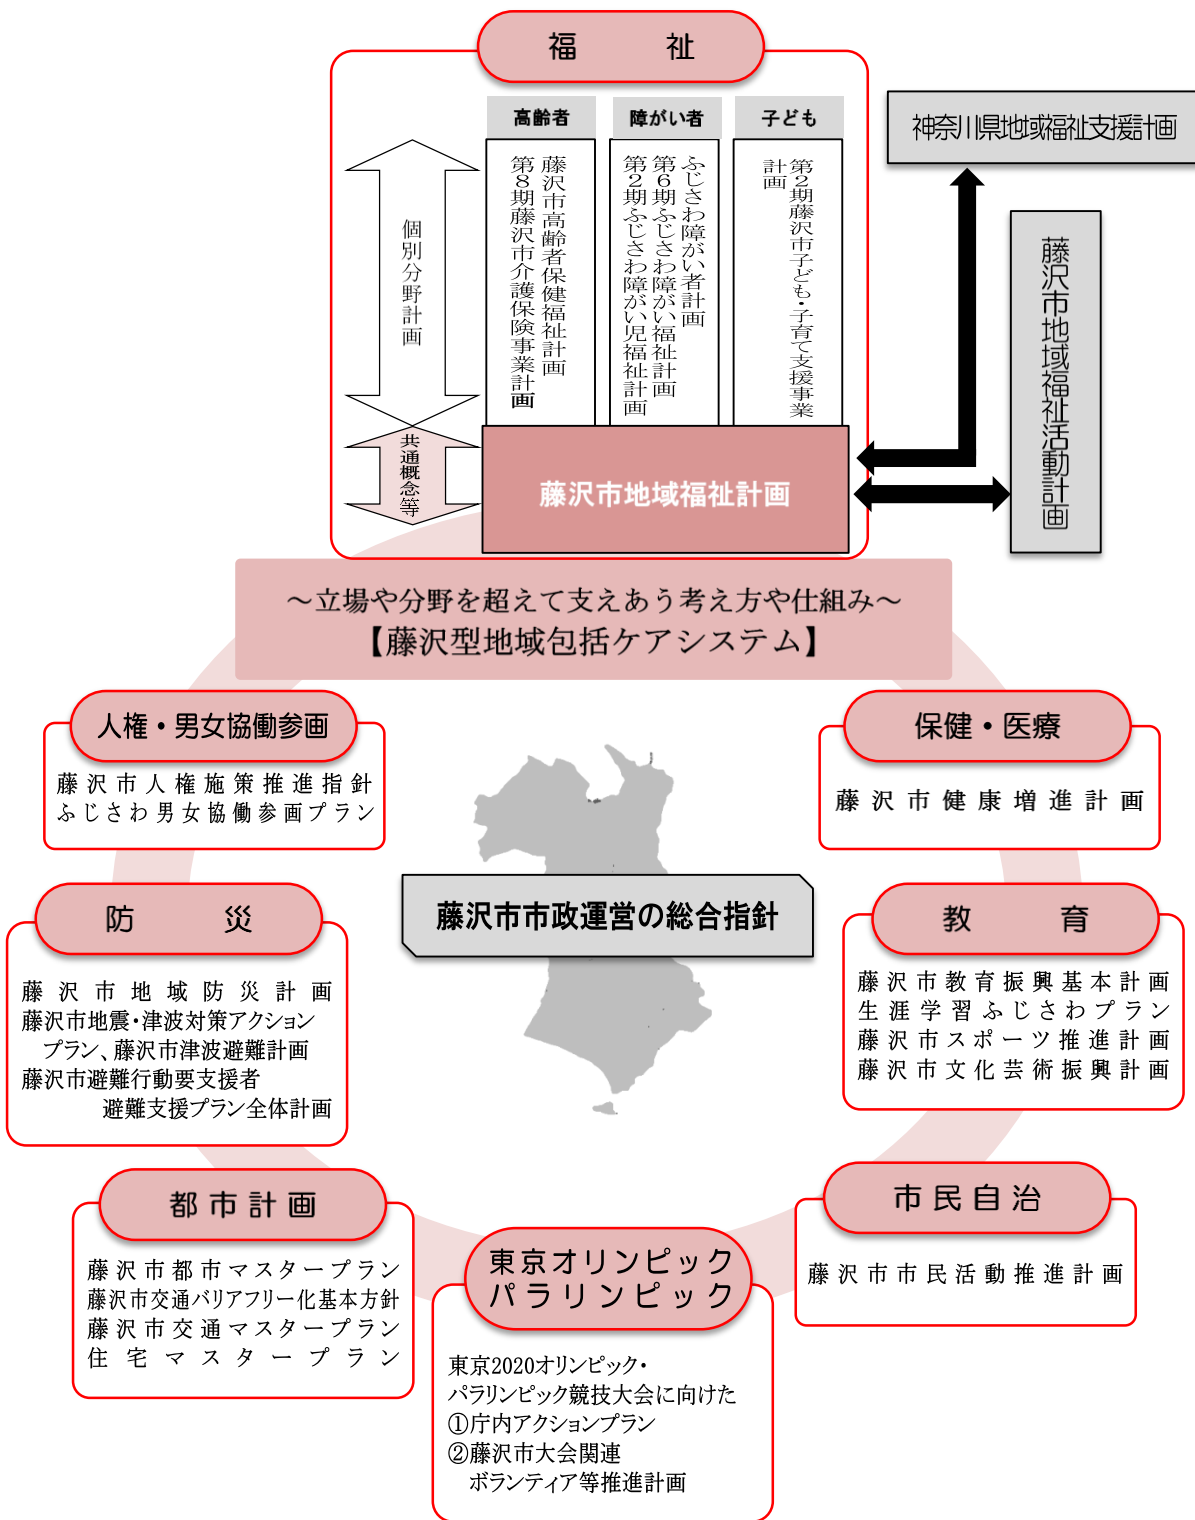 福　祉
高齢者
障がい者
子ども
神奈川県地域福祉支援計画
藤沢市地域福祉活動計画
個別分野計画
藤沢市高齢者保健福祉計画
第8期藤沢市介護保険事業計画
ふじさわ障がい者計画
第6期ふじさわ障がい福祉計画
第2期ふじさわ障がい児福祉計画
第2期藤沢市子ども・子育て支援事業
計画
共通概念等
藤沢市地域福祉計画
～立場や分野を超えて支えあう考え方や仕組み～
【藤沢型地域包括ケアシステム】
人権・男女協働参画
藤沢市人権施策推進指針
ふじさわ男女協働参画プラン
保健・医療
藤沢市健康増進計画
藤沢市市政運営の総合指針
防　災
藤沢市地域防災計画
藤沢市地震・津波対策アクション
プラン、藤沢市津波避難計画
藤沢市避難行動要支援者
避難支援プラン全体計画
教　育
藤沢市教育振興基本計画
生涯学習ふじさわプラン
藤沢市スポーツ推進計画
藤沢市文化芸術振興計画
都市計画
藤沢市都市マスタープラン
藤沢市交通バリアフリー化基本方針
藤沢市交通マスタープラン
住宅マスタープラン
東京オリンピック
パラリンピック
東京2020オリンピック・
パラリンピック競技大会に向けた
①庁内アクションプラン
②藤沢市大会関連
ボランティア等推進計画
市民自治
藤沢市市民活動推進計画